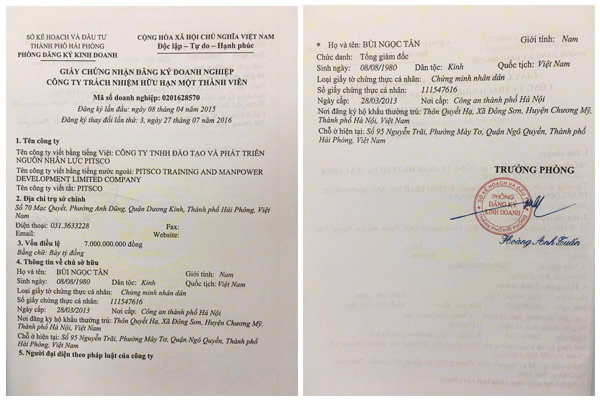 SỞ KẾ HOẠCH VÀ ĐẦU TƯ
THÀNH PHỐ HẢI PHÒNG
PHÒNG ĐĂNG KÝ KINH DOANH
CỘNG HÒA XÃ HỘI CHỦ NGHĨA VIỆT NAM
Độc lập - Tự do - Hạnh phúc
GIẤY CHỨNG NHẬN ĐĂNG KÝ DOANH NGHIỆP
CÔNG TY TRÁCH NHIỆM HỮU HẠN MỘT THÀNH VIÊN
Mã số doanh nghiệp: 0201628570
Đăng ký lần đầu: ngày 08 tháng 04 năm 2015
Đăng ký thay đổi lần thứ: 3, ngày 27 tháng 07 năm 2016
1. Tên công ty
Tên công ty viết bằng tiếng Việt: CÔNG TY TNHH ĐÀO TẠO VÀ PHÁT TRIỂN
NGUỒN NHÂN LỰC PITSCO
Tên công ty viết bằng tiếng nước ngoài: PITSCO TRAINING AND MANPOWER
DEVELOPMENT LIMITED COMPANY
Tên công ty viết tắt: PITSCO
2. Địa chỉ trụ sở chính
Số 70 Mạc Quyết, Phường Anh Dũng, Quận Dương Kinh, Thành phố Hải Phòng, Việt
Nam
Điện thoại: 031.3633228 Fax:
Email: Website:
3. Vốn điều lệ 7.000.000.000 đồng
Bằng chữ: Bảy tỷ đồng
4. Thông tin về chủ sở hữu
Họ và tên: BÙI NGỌC TÂN Giới tính: Nam
Sinh ngày: 08/08/1980 Dân tộc: Kinh Quốc tịch: Việt Nam
Loại giấy tờ chứng thực cá nhân: Chứng minh nhân dân
Số giấy chứng thực cá nhân: 111547616
Ngày cấp: 28/03/2013 Nơi cấp: Công an thành phố Hà Nội
Nơi đăng ký hộ khẩu thường trú: Thôn Quyết Hạ, Xã Đông Sơn, Huyện Chương Mỹ,
Thành phố Hà Nội, Việt Nam
Chỗ ở hiện tại: Số 95 Nguyễn Trãi, Phường Máy Tơ, Quận Ngô Quyền, Thành phố
Hải Phòng, Việt Nam
5. Người đại diện theo pháp luật của công ty
* Họ và tên: BÙI NGỌC TÂN Giới tính: Nam
Chức danh: Tổng giám đốc
Sinh ngày: 08/08/1980 Dân tộc: Kinh Quốc tịch: Việt Nam
Loại giấy tờ chứng thực cá nhân: Chứng minh nhân dân
Số giấy chứng thực cá nhân: 111547616
Ngày cấp: 28/03/2013 Nơi cấp: Công an thành phố Hà Nội
Nơi đăng ký hộ khẩu thường trú: Thôn Quyết Hạ, Xã Đông Sơn, Huyện Chương Mỹ,
Thành phố Hà Nội, Việt Nam
Chỗ ở hiện tại: Số 95 Nguyễn Trãi, Phường Máy Tơ, Quận Ngô Quyền, Thành phố
Hải Phòng, Việt Nam
TRƯỞNG PHÒNG
SỞ KẾ HOẠCH VÀ ĐẦU TƯ
PHÒNG
ĐĂNG KÝ
KINH DOANH
THÀNH PHỐ HẢI PHÒNG
Hoàng Anh Tuấn